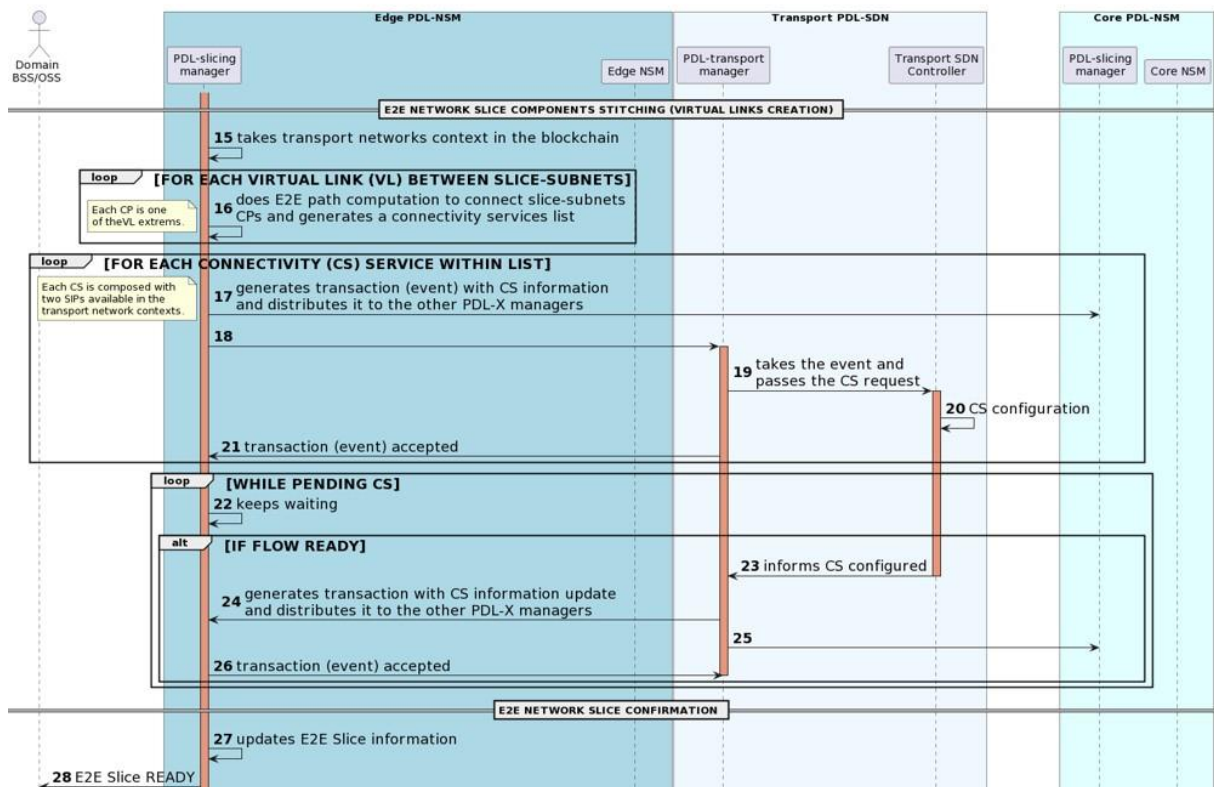 Edge PDL-NSM
Transport PDL-SDN
Core PDL-NSM
Domain
BSS/OSS
PDL-slicing
manager
Edge NSM
PDL-transport
manager
Transport SDN
Controller
PDL-slicing
manager
Core NSM
E2E NETWORK SLICE COMPONENTS STITCHING (VIRTUAL LINKS CREATION)
15 takes transport networks context in the blockchain
loop [FOR EACH VIRTUAL LINK (VL) BETWEEN SLICE-SUBNETS]
Each CP is one
of theVL extrems.
16 does E2E path computation to connect slice-subnets
CPs and generates a connectivity services list
loop [FOR EACH CONNECTIVITY (CS) SERVICE WITHIN LIST]
Each CS is composed with
two SIPs available in the
transport network contexts.
17 generates transaction (event) with CS information
and distributes it to the other PDL-X managers
18
19 takes the event and
passes the CS request
20 CS configuration
21 transaction (event) accepted
loop [WHILE PENDING CS]
22 keeps waiting
alt [IF FLOW READY]
23 informs CS configured
24 generates transaction with CS information update
and distributes it to the other PDL-X managers
25
26 transaction (event) accepted
E2E NETWORK SLICE CONFIRMATION
27 updates E2E Slice information
28 E2E Slice READY